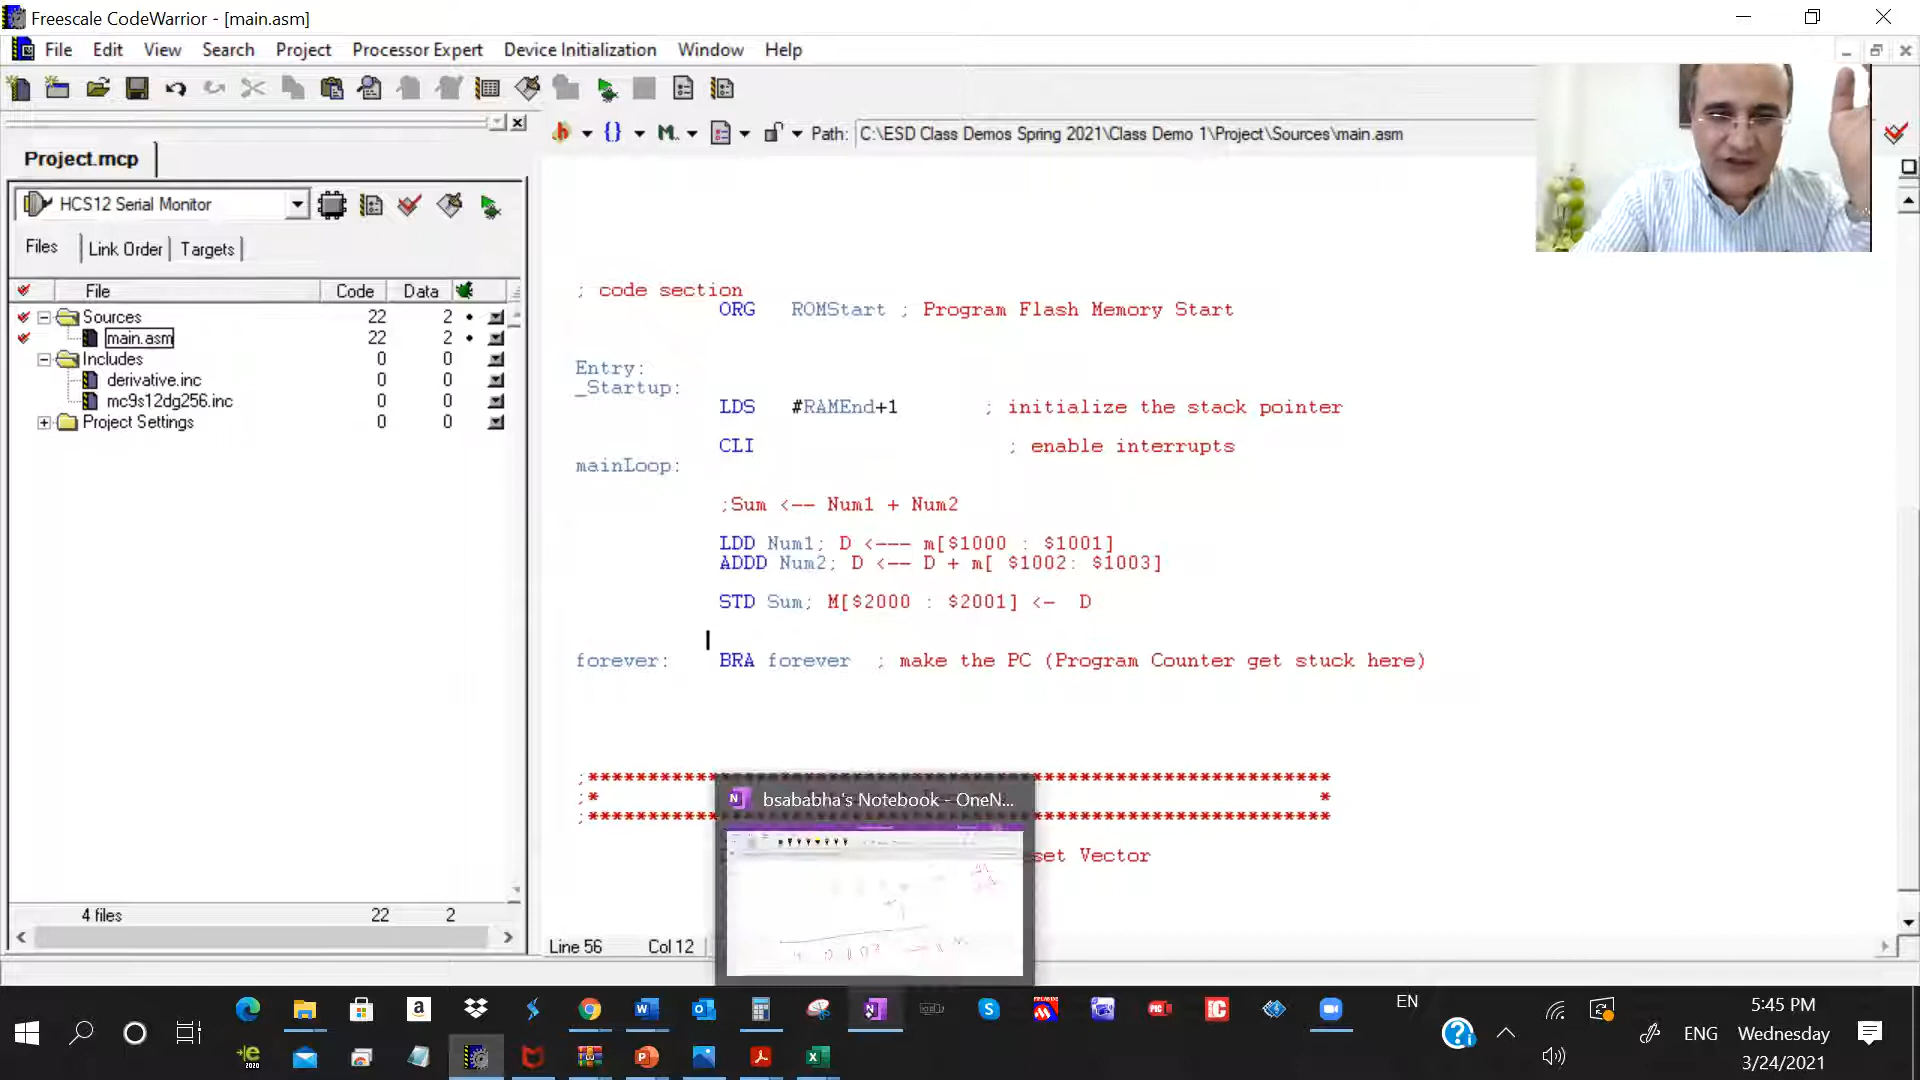 Freescale CodeWarrior - [main.asm]
File Edit View Search Project Processor Expert Device Initialization Window Help
Path: C:\ESD Class Demos Spring 2021\Class Demo 1\Project\Sources\main.asm
Project.mcp
HCS12 Serial Monitor
Files Link Order Targets
File Code Data
Sources 22 2
main.asm 22 2
Includes 0 0
derivative.inc 0 0
mc9s12dg256.inc 0 0
Project Settings 0 0
4 files 22 2
; code section
ORG ROMStart ; Program Flash Memory Start
Entry:
_Startup:
LDS #RAMEnd+1 ; initialize the stack pointer
CLI ; enable interrupts
mainLoop:
;Sum <-- Num1 + Num2
LDD Num1; D <--- m[$1000 : $1001]
ADDD Num2; D <-- D + m[ $1002: $1003]
STD Sum; M[$2000 : $2001] <- D
forever: BRA forever ; make the PC (Program Counter get stuck here)
;**************************************************************
;* *
;**************************************************************
set Vector
Line 56 Col 12
bsababha's Notebook - OneN...
EN
ENG
5:45 PM
Wednesday
3/24/2021